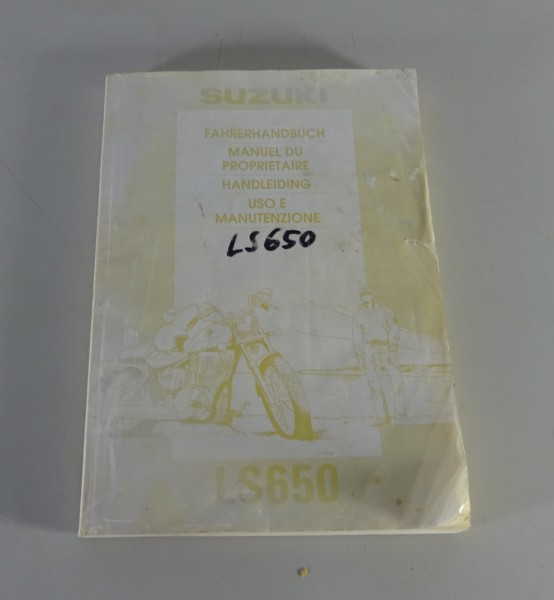 SUZUKI
FAHRERHANDBUCH
MANUEL DU
PROPRIETAIRE
HANDLEIDING
USO E
MANUTENZIONE
LS650
LS650